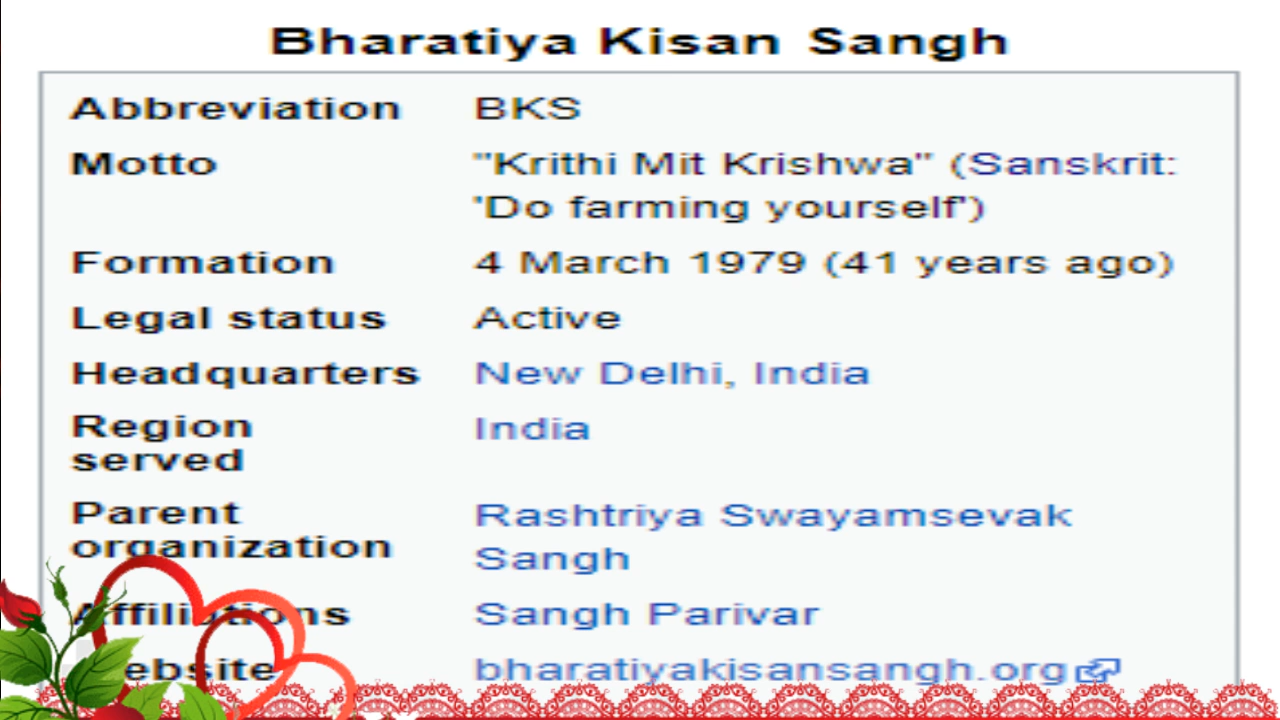 Bharatiya Kisan Sangh
Abbreviation BKS
Motto "Krithi Mit Krishwa" (Sanskrit:
'Do farming yourself')
Formation 4 March 1979 (41 years ago)
Legal status Active
Headquarters New Delhi, India
Region served India
Parent organization Rashtriya Swayamsevak
Sangh
Affiliations Sangh Parivar
Website bharatiyakisansangh.org